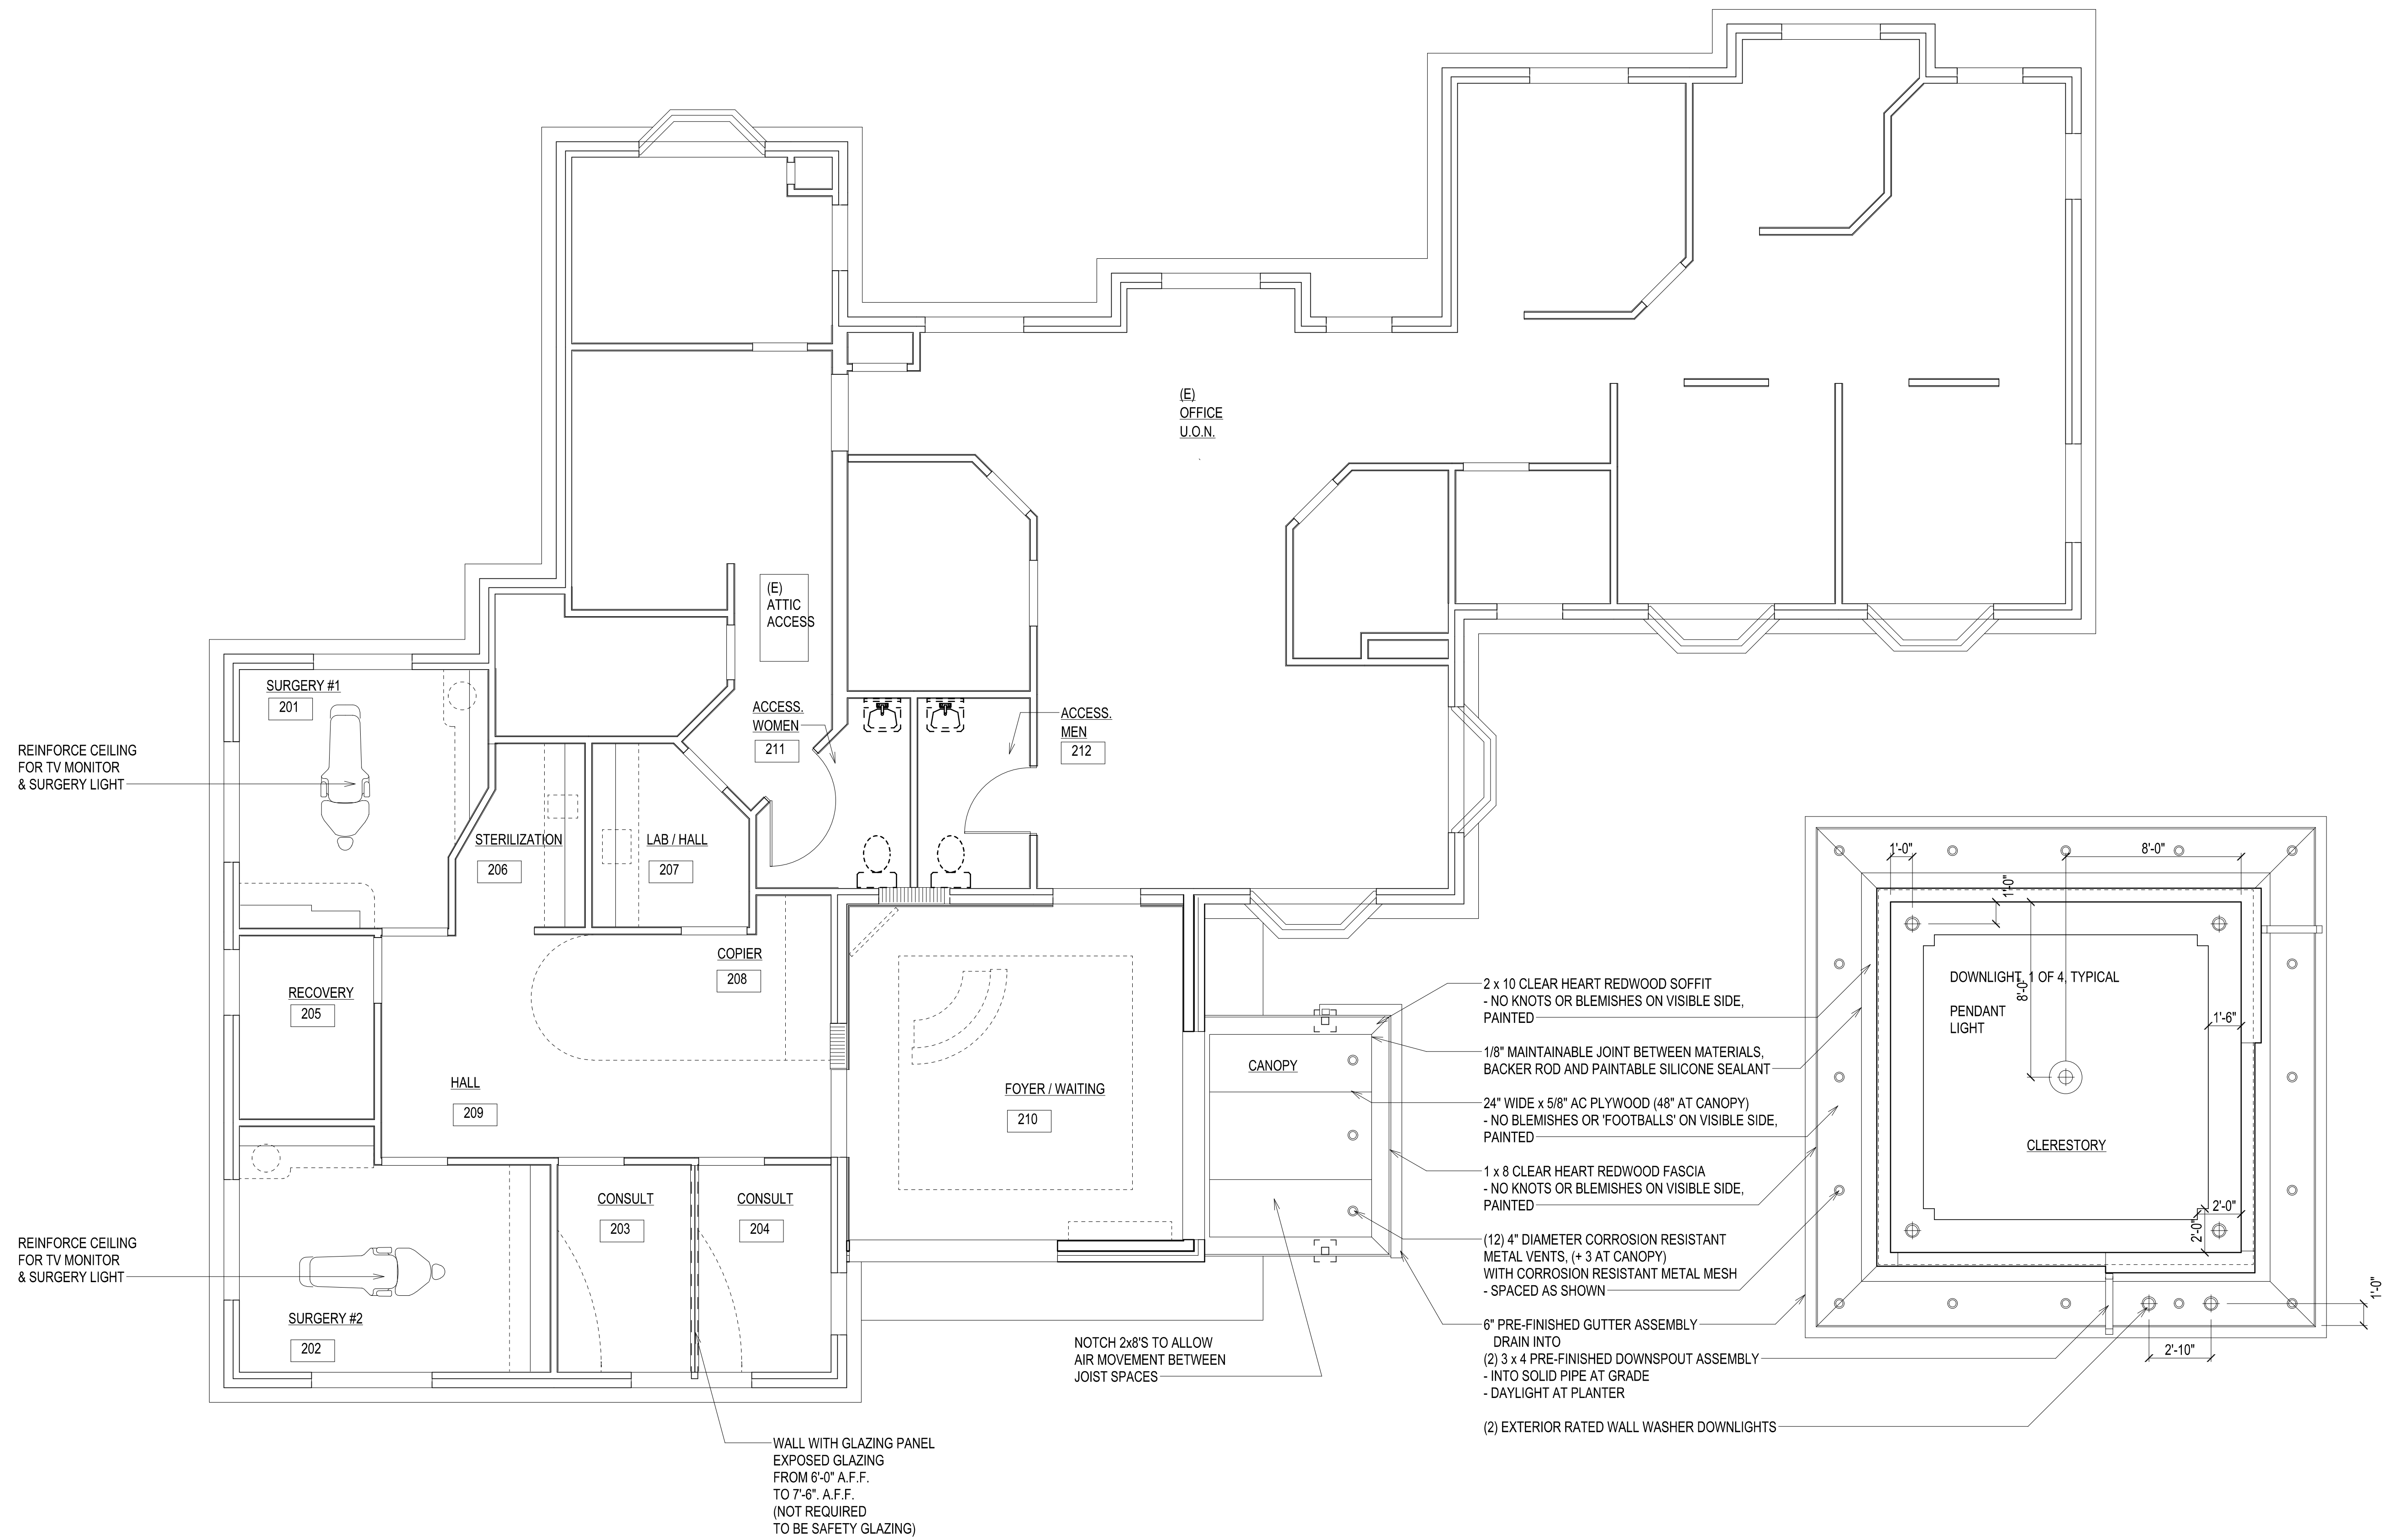 (E)
OFFICE
U.O.N.
(E)
ATTIC
ACCESS
SURGERY #1
201
REINFORCE CEILING
FOR TV MONITOR
& SURGERY LIGHT
ACCESS.
WOMEN
211
ACCESS.
MEN
212
STERILIZATION
206
LAB / HALL
207
COPIER
208
RECOVERY
205
HALL
209
FOYER / WAITING
210
CANOPY
CONSULT
203
CONSULT
204
REINFORCE CEILING
FOR TV MONITOR
& SURGERY LIGHT
SURGERY #2
202
WALL WITH GLAZING PANEL
EXPOSED GLAZING
FROM 6'-0" A.F.F.
TO 7'-6". A.F.F.
(NOT REQUIRED
TO BE SAFETY GLAZING)
NOTCH 2x8'S TO ALLOW
AIR MOVEMENT BETWEEN
JOIST SPACES
2 x 10 CLEAR HEART REDWOOD SOFFIT
- NO KNOTS OR BLEMISHES ON VISIBLE SIDE,
PAINTED
1/8" MAINTAINABLE JOINT BETWEEN MATERIALS,
BACKER ROD AND PAINTABLE SILICONE SEALANT
24" WIDE x 5/8" AC PLYWOOD (48" AT CANOPY)
- NO BLEMISHES OR 'FOOTBALLS' ON VISIBLE SIDE,
PAINTED
1 x 8 CLEAR HEART REDWOOD FASCIA
- NO KNOTS OR BLEMISHES ON VISIBLE SIDE,
PAINTED
(12) 4" DIAMETER CORROSION RESISTANT
METAL VENTS, (+ 3 AT CANOPY)
WITH CORROSION RESISTANT METAL MESH
- SPACED AS SHOWN
6" PRE-FINISHED GUTTER ASSEMBLY
DRAIN INTO
(2) 3 x 4 PRE-FINISHED DOWNSPOUT ASSEMBLY
- INTO SOLID PIPE AT GRADE
- DAYLIGHT AT PLANTER
(2) EXTERIOR RATED WALL WASHER DOWNLIGHTS
1'-0"
8'-0"
1'-0"
DOWNLIGHT, 1 OF 4, TYPICAL
8'-0"
PENDANT
LIGHT
1'-6"
CLERESTORY
2'-0"
2'-0"
1'-0"
2'-10"